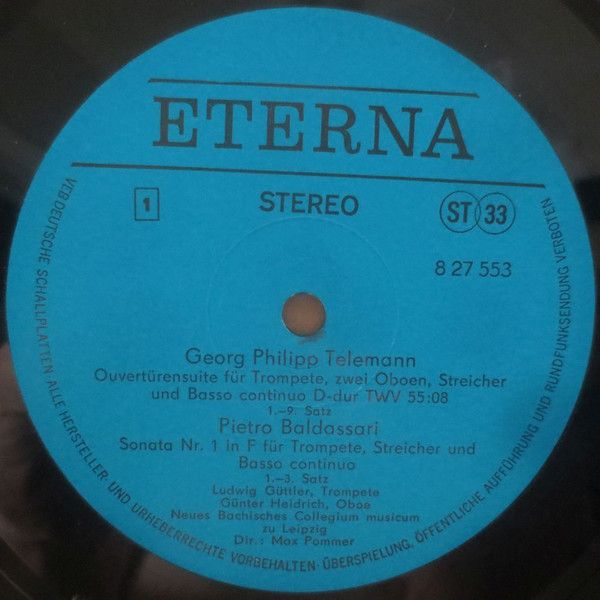 ETERNA
1
STEREO
ST 33
8 27 553
Georg Philipp Telemann
Ouvertürensuite für Trompete, zwei Oboen, Streicher
und Basso continuo D-dur TWV 55:08
1.–9. Satz
Pietro Baldassari
Sonata Nr. 1 in F für Trompete, Streicher und
Basso continuo
1.–3. Satz
Ludwig Güttler, Trompete
Günter Heidrich, Oboe
Neues Bachisches Collegium musicum
zu Leipzig
Dir.: Max Pommer
VEB DEUTSCHE SCHALLPLATTEN ALLE HERSTELLER- UND URHEBERRECHTE VORBEHALTEN · ÜBERSPIELUNG, ÖFFENTLICHE AUFFÜHRUNG UND RUNDFUNKSENDUNG VERBOTEN